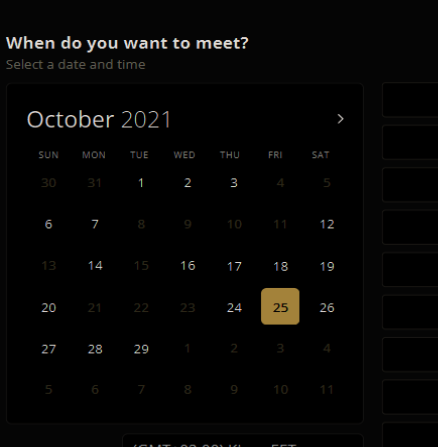 When do you want to meet?
Select a date and time
October 2021
SUN MON TUE WED THU FRI SAT
30 31 1 2 3 4 5
6 7 8 9 10 11 12
13 14 15 16 17 18 19
20 21 22 23 24 25 26
27 28 29 1 2 3 4
5 6 7 8 9 10 11